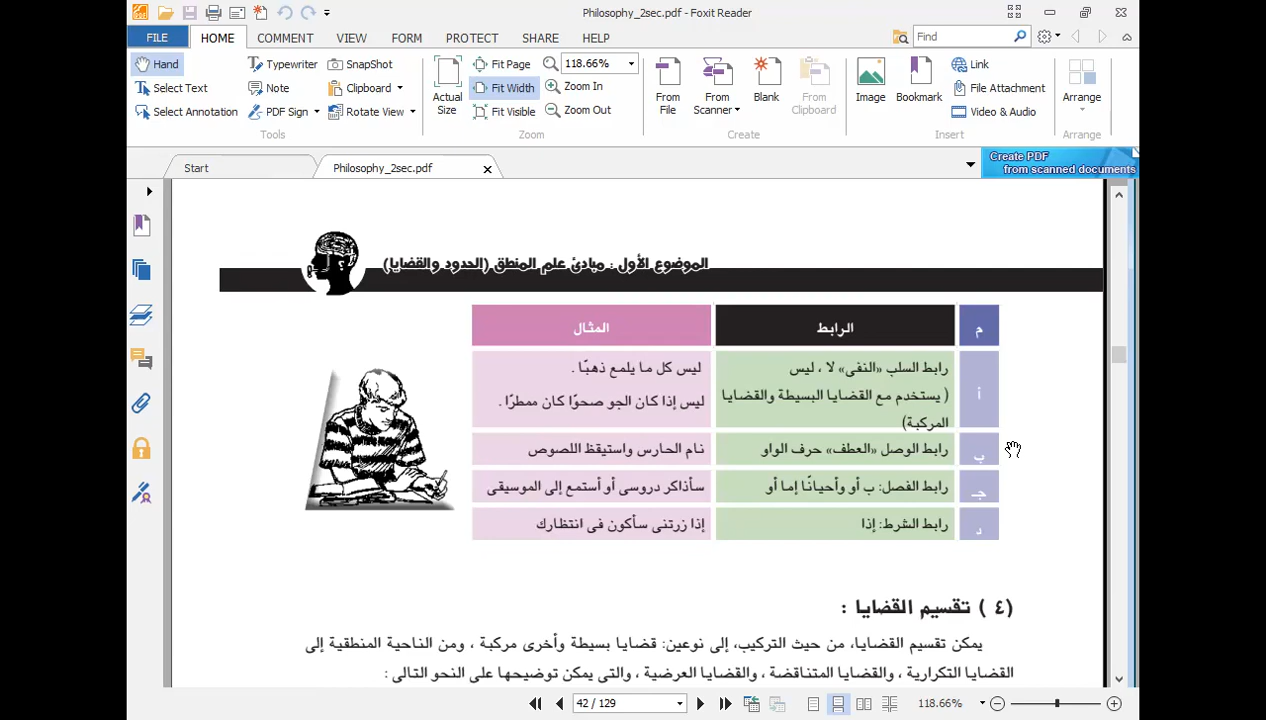 Philosophy_2sec.pdf - Foxit Reader
FILE HOME COMMENT VIEW FORM PROTECT SHARE HELP Find
Hand Typewriter SnapShot Fit Page 118.66% Link
Select Text Note Clipboard Fit Width Zoom In File Attachment
Select Annotation PDF Sign Rotate View Fit Visible Zoom Out Video & Audio
Actual Size From File From Scanner Blank From Clipboard Image Bookmark Arrange
Tools Zoom Create Insert Arrange
Start Philosophy_2sec.pdf
Create PDF
from scanned documents
الموضوع الأول : مبادئ علم المنطق (الحدود والقضايا)
م الرابط المثال
أ رابط السلب «النفى» لا ، ليس ليس كل ما يلمع ذهبًا .
( يستخدم مع القضايا البسيطة والقضايا ليس إذا كان الجو صحوًا كان ممطرًا .
المركبة)
ب رابط الوصل «العطف» حرف الواو نام الحارس واستيقظ اللصوص
جـ رابط الفصل: ب أو وأحيانًا إما أو سأذاكر دروسى أو أستمع إلى الموسيقى
د رابط الشرط: إذا إذا زرتنى سأكون فى انتظارك
(٤ ) تقسيم القضايا :
يمكن تقسيم القضايا، من حيث التركيب، إلى نوعين: قضايا بسيطة وأخرى مركبة ، ومن الناحية المنطقية إلى
القضايا التكرارية ، والقضايا المتناقضة ، والقضايا العرضية ، والتى يمكن توضيحها على النحو التالى :
42 / 129 118.66%